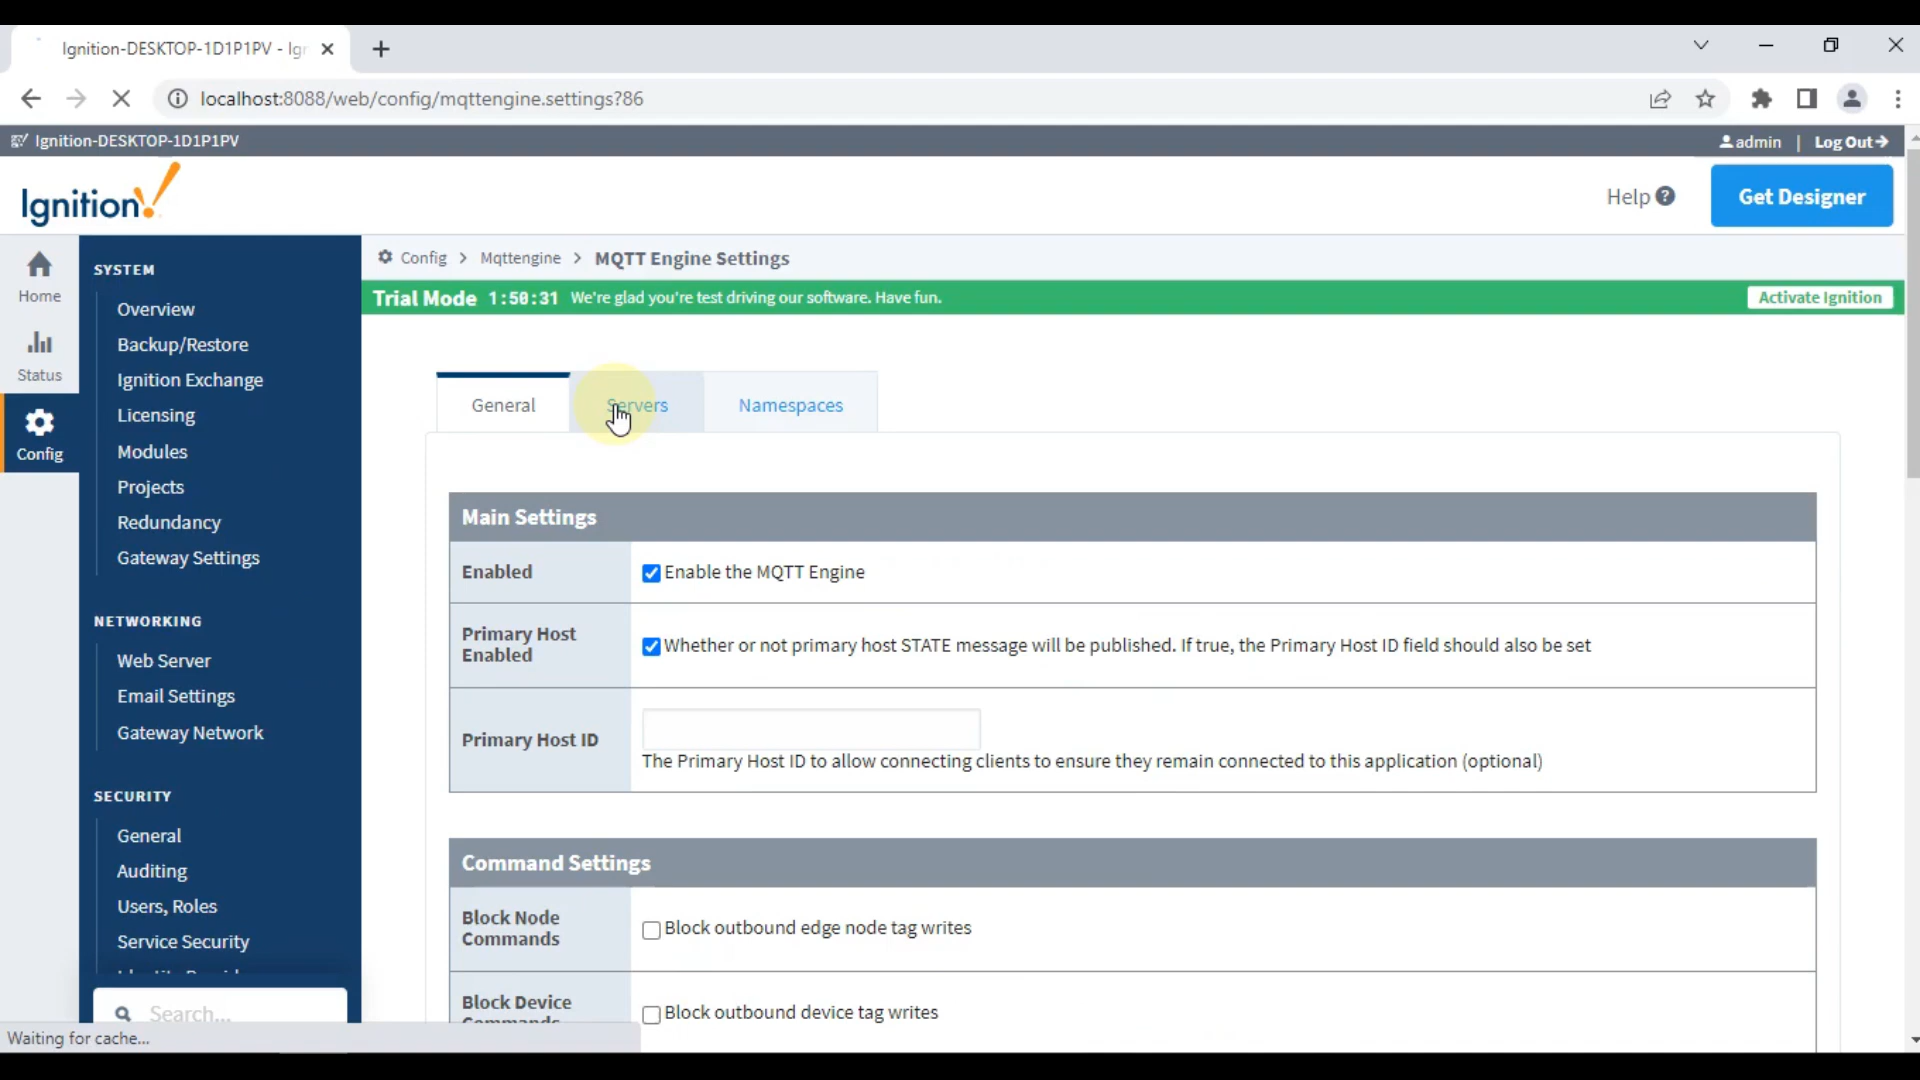 Ignition-DESKTOP-1D1P1PV - Ign
localhost:8088/web/config/mqttengine.settings?86
Ignition-DESKTOP-1D1P1PV
admin | Log Out
Ignition!
Help
Get Designer
Home
Status
Config
SYSTEM
Overview
Backup/Restore
Ignition Exchange
Licensing
Modules
Projects
Redundancy
Gateway Settings
NETWORKING
Web Server
Email Settings
Gateway Network
SECURITY
General
Auditing
Users, Roles
Service Security
Search...
Config > Mqttengine > MQTT Engine Settings
Trial Mode 1:50:31 We're glad you're test driving our software. Have fun.
Activate Ignition
General
Servers
Namespaces
Main Settings
Enabled
Enable the MQTT Engine
Primary Host
Enabled
Whether or not primary host STATE message will be published. If true, the Primary Host ID field should also be set
Primary Host ID
The Primary Host ID to allow connecting clients to ensure they remain connected to this application (optional)
Command Settings
Block Node
Commands
Block outbound edge node tag writes
Block Device
Commands
Block outbound device tag writes
Waiting for cache...